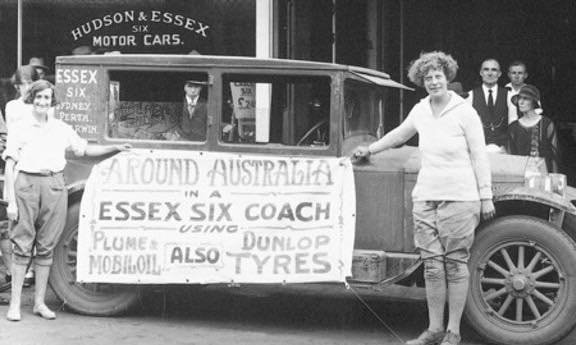 HUDSON & ESSEX
SIX
MOTOR CARS.
ESSEX
SIX
SYDNEY
PERTH
DARWIN
AROUND AUSTRALIA
IN A
ESSEX SIX COACH
USING
PLUME & MOBILOIL ALSO DUNLOP TYRES